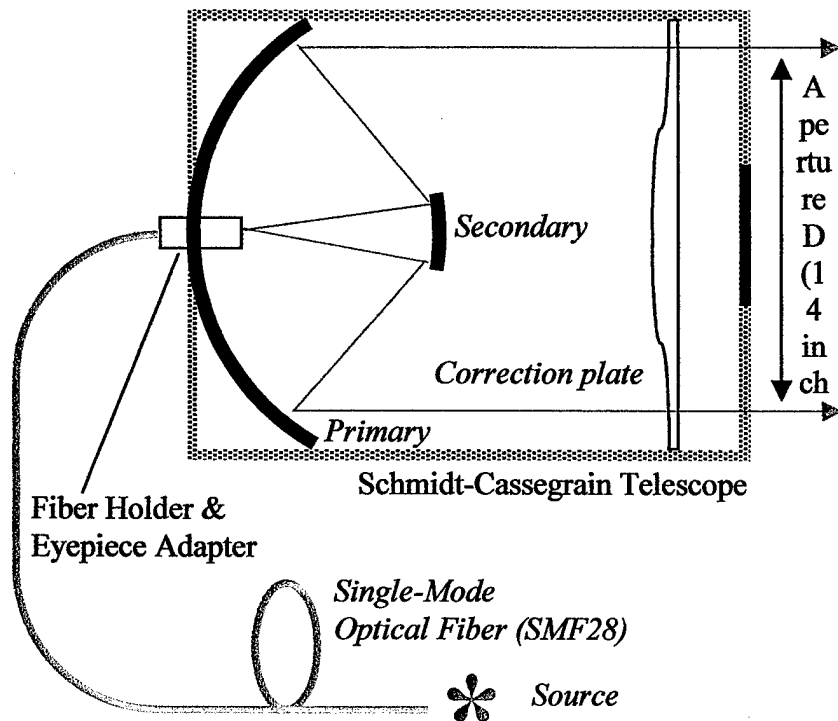 A
pe
rtu
re
D
(1
4
in
ch
Secondary
Correction plate
Primary
Schmidt-Cassegrain Telescope
Fiber Holder &
Eyepiece Adapter
Single-Mode
Optical Fiber (SMF28)
Source